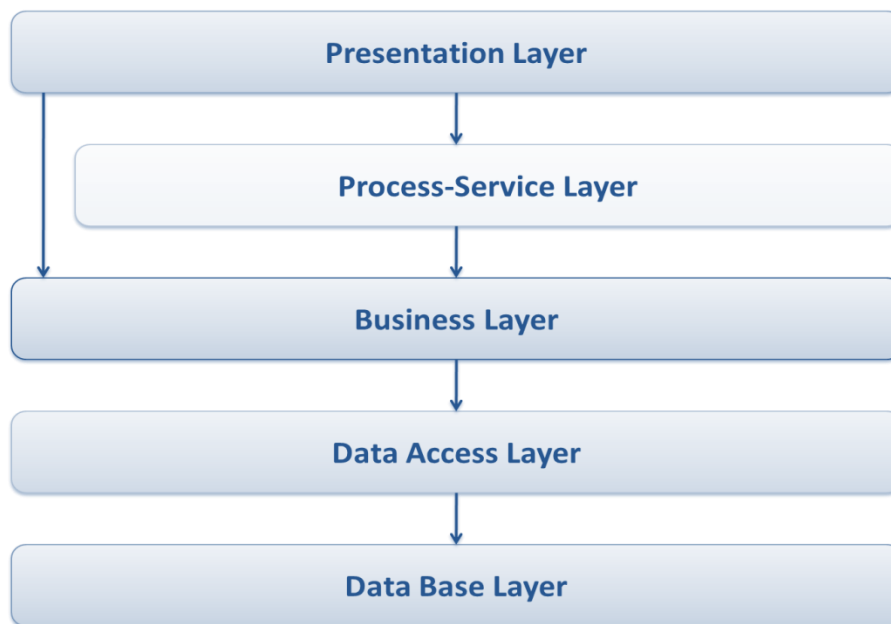 Presentation Layer
Process-Service Layer
Business Layer
Data Access Layer
Data Base Layer